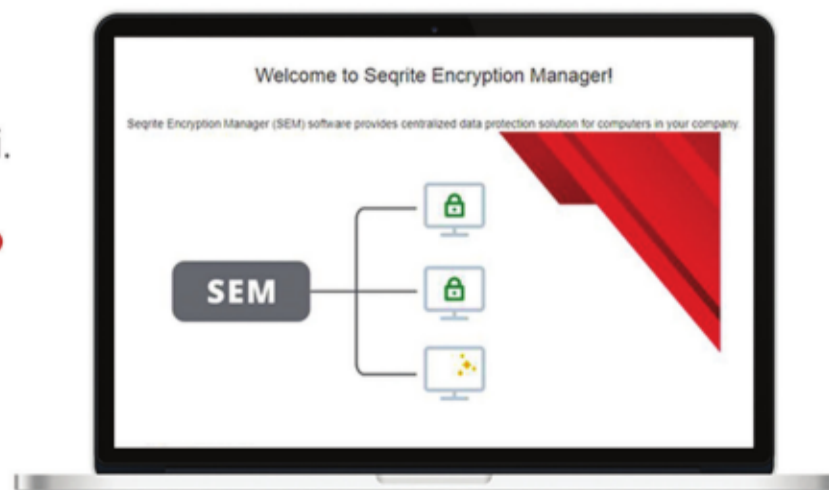 Welcome to Seqrite Encryption Manager!
Seqrite Encryption Manager (SEM) software provides centralized data protection solution for computers in your company.
SEM